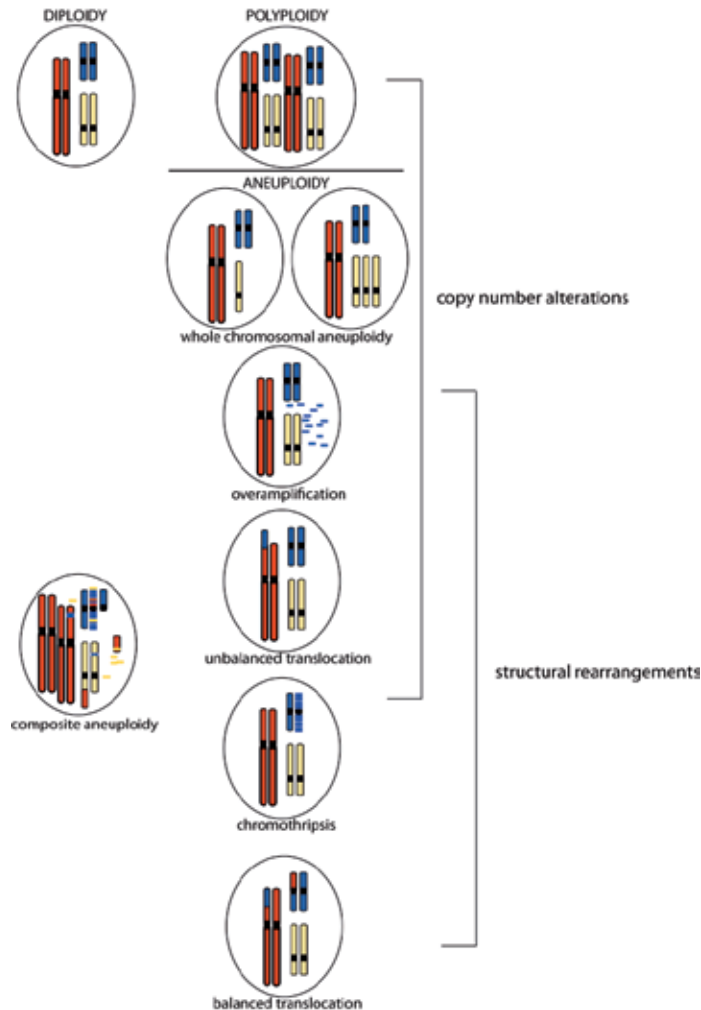 DIPLOIDY
POLYPLOIDY
ANEUPLOIDY
whole chromosomal aneuploidy
copy number alterations
overamplification
unbalanced translocation
structural rearrangements
composite aneuploidy
chromothripsis
balanced translocation